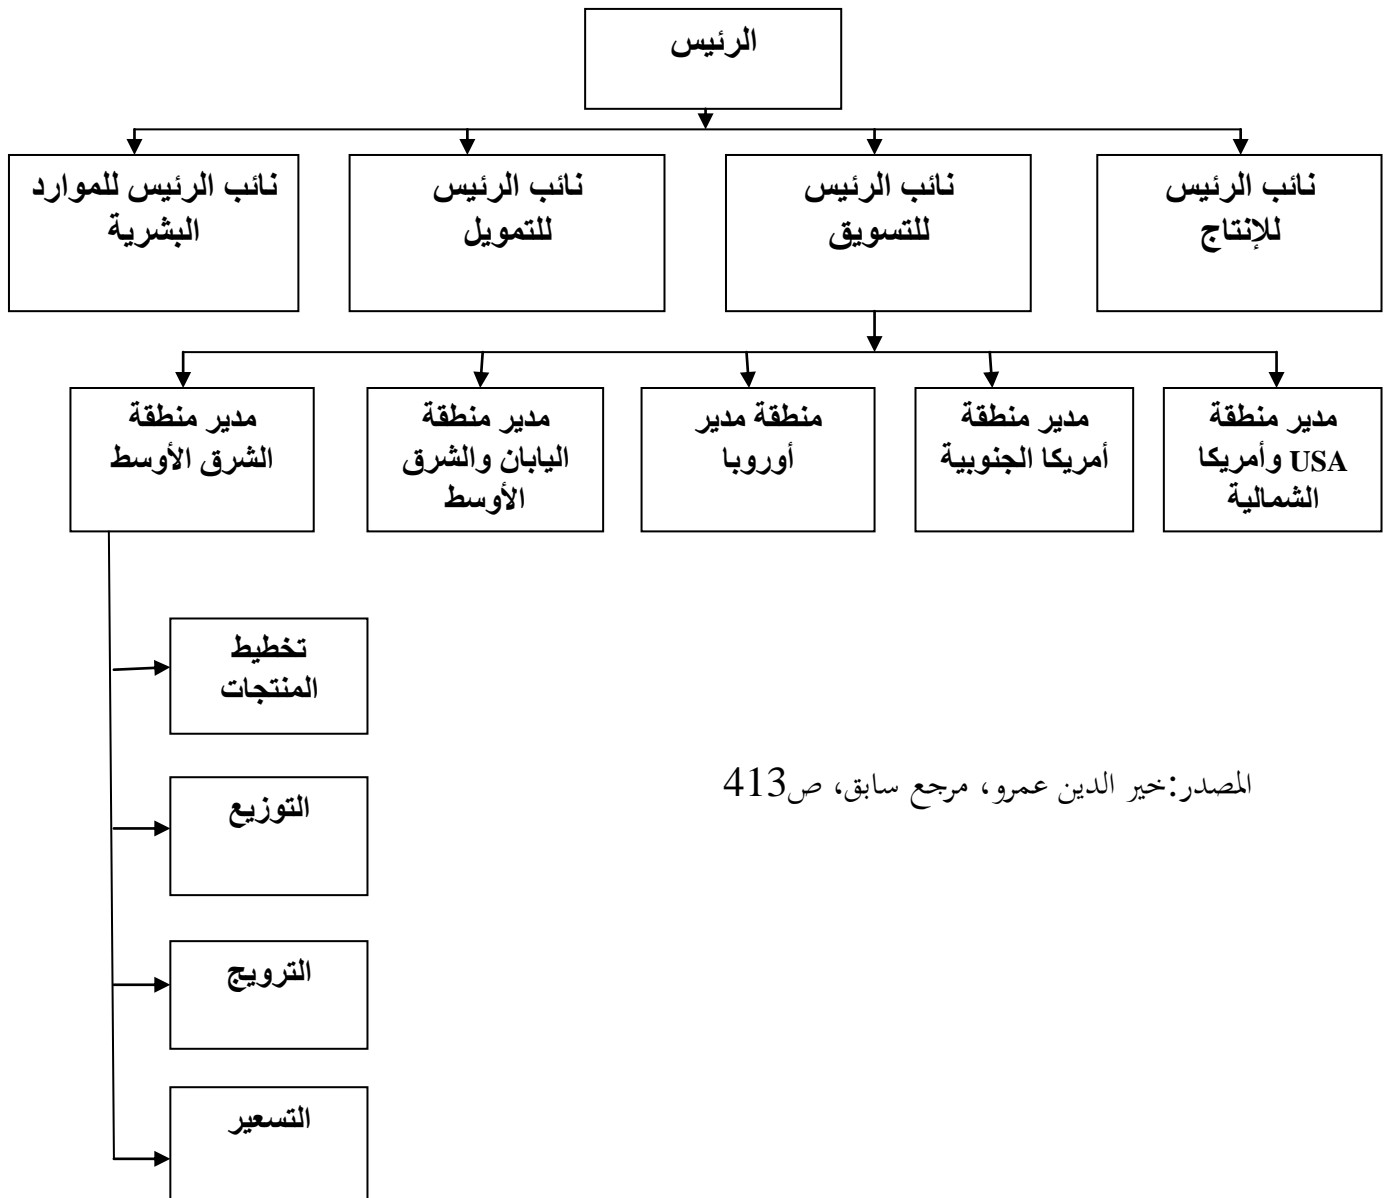 الرئيس
نائب الرئيس
للإنتاج
نائب الرئيس
للتسويق
نائب الرئيس
للتمويل
نائب الرئيس للموارد
البشرية
مدير منطقة
USA وأمريكا
الشمالية
مدير منطقة
أمريكا الجنوبية
منطقة مدير
أوروبا
مدير منطقة
اليابان والشرق
الأوسط
مدير منطقة
الشرق الأوسط
تخطيط
المنتجات
التوزيع
الترويج
التسعير
المصدر:خير الدين عمرو، مرجع سابق، ص413